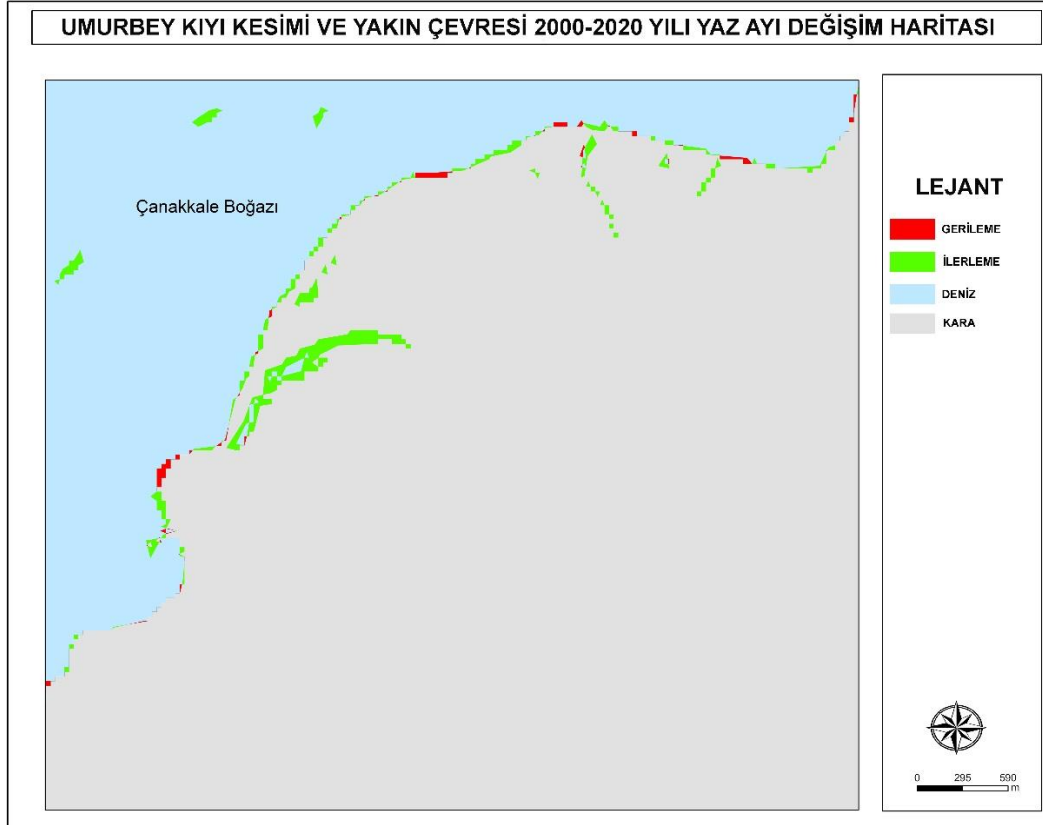 UMURBEY KIYI KESİMİ VE YAKIN ÇEVRESİ 2000-2020 YILI YAZ AYI DEĞİŞİM HARİTASI
Çanakkale Boğazı
LEJANT
GERİLEME
İLERLEME
DENİZ
KARA
0 295 590
m